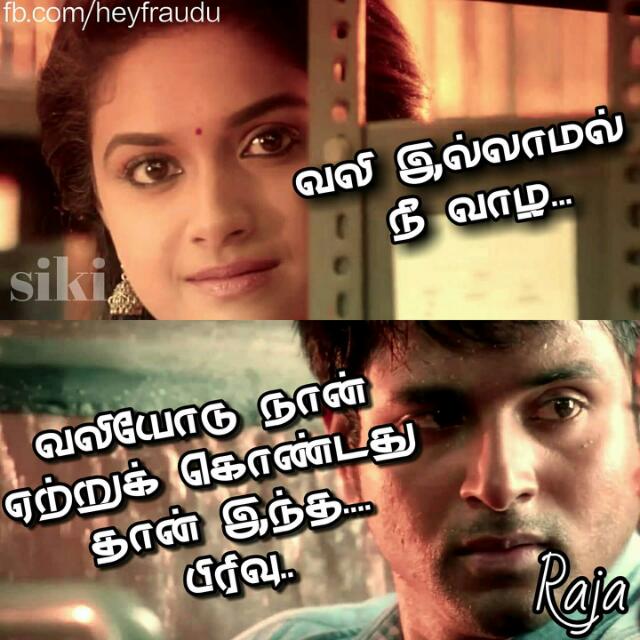 fb.com/heyfraudu
வலி இல்லாமல்
நீ வாழ...
siki
வலியோடு நான்
ஏற்றுக் கொண்டது
தான் இந்த....
பிரிவு..
Raja